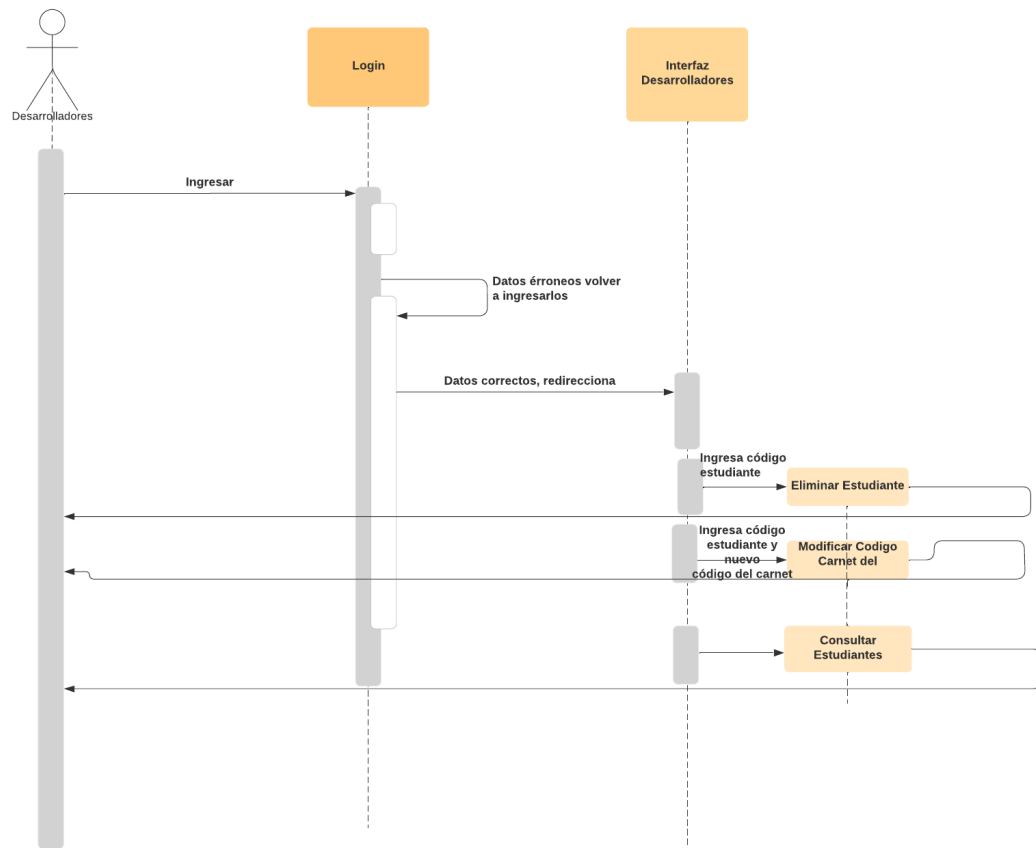 Login
Interfaz
Desarrolladores
Desarrolladores
Ingresar
Datos érroneos volver
a ingresarlos
Datos correctos, redirecciona
Ingresa código
estudiante
Eliminar Estudiante
Ingresa código
estudiante y
nuevo
código del carnet
Modificar Codigo
Carnet del
Consultar
Estudiantes